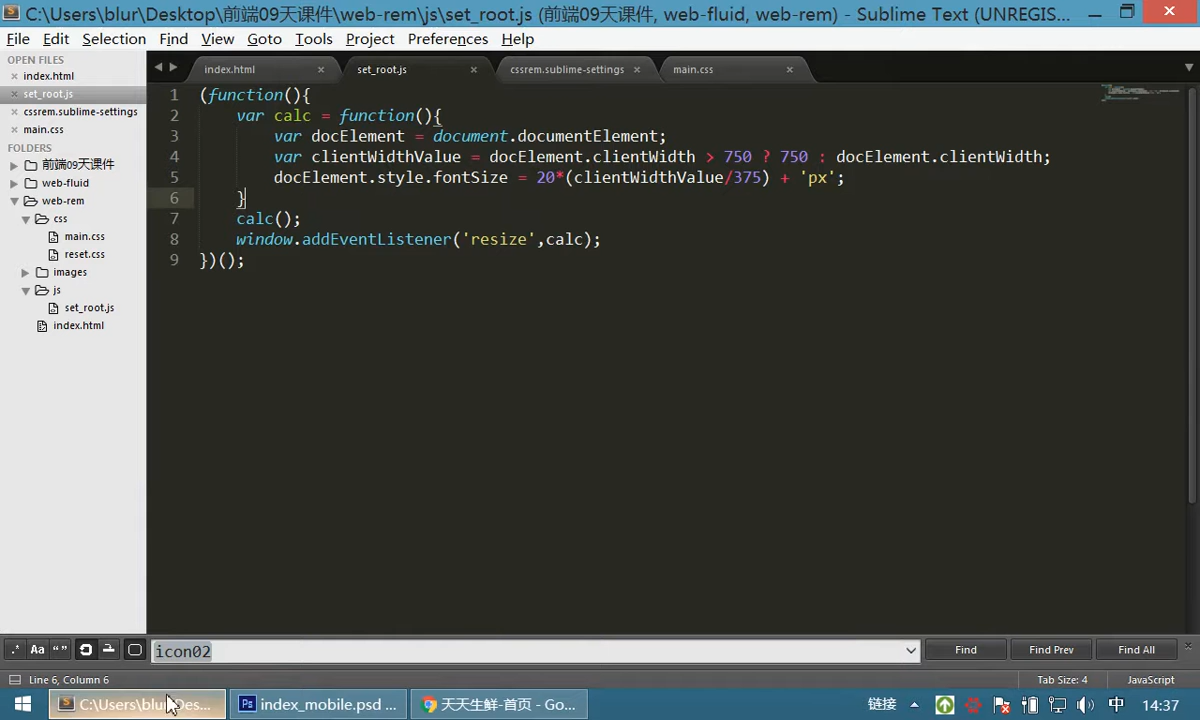 C:\Users\blur\Desktop\前端09天课件\web-rem\js\set_root.js (前端09天课件, web-fluid, web-rem) - Sublime Text (UNREGIS...
File Edit Selection Find View Goto Tools Project Preferences Help
OPEN FILES
index.html
set_root.js
cssrem.sublime-settings
main.css
FOLDERS
前端09天课件
web-fluid
web-rem
css
main.css
reset.css
images
js
set_root.js
index.html
index.html set_root.js cssrem.sublime-settings main.css
1 (function(){
2 var calc = function(){
3 var docElement = document.documentElement;
4 var clientWidthValue = docElement.clientWidth > 750 ? 750 : docElement.clientWidth;
5 docElement.style.fontSize = 20*(clientWidthValue/375) + 'px';
6 }
7 calc();
8 window.addEventListener('resize',calc);
9 })();
.* Aa “” icon02 Find Find Prev Find All
Line 6, Column 6 Tab Size: 4 JavaScript
C:\Users\blur\Des... Ps index_mobile.psd ... 天天生鲜-首页 - Go... 链接 中 14:37